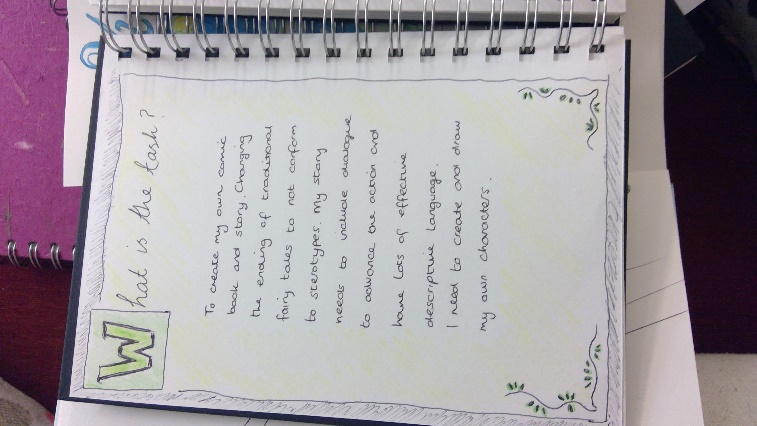 What is the task?
To create my own comic
book and story. Changing
the ending of traditional
fairy tales to not conform
to sterotypes. My story
needs to include dialogue
to advance the action and
have lots of effective
descriptive language.
I need to create and draw
my own characters.